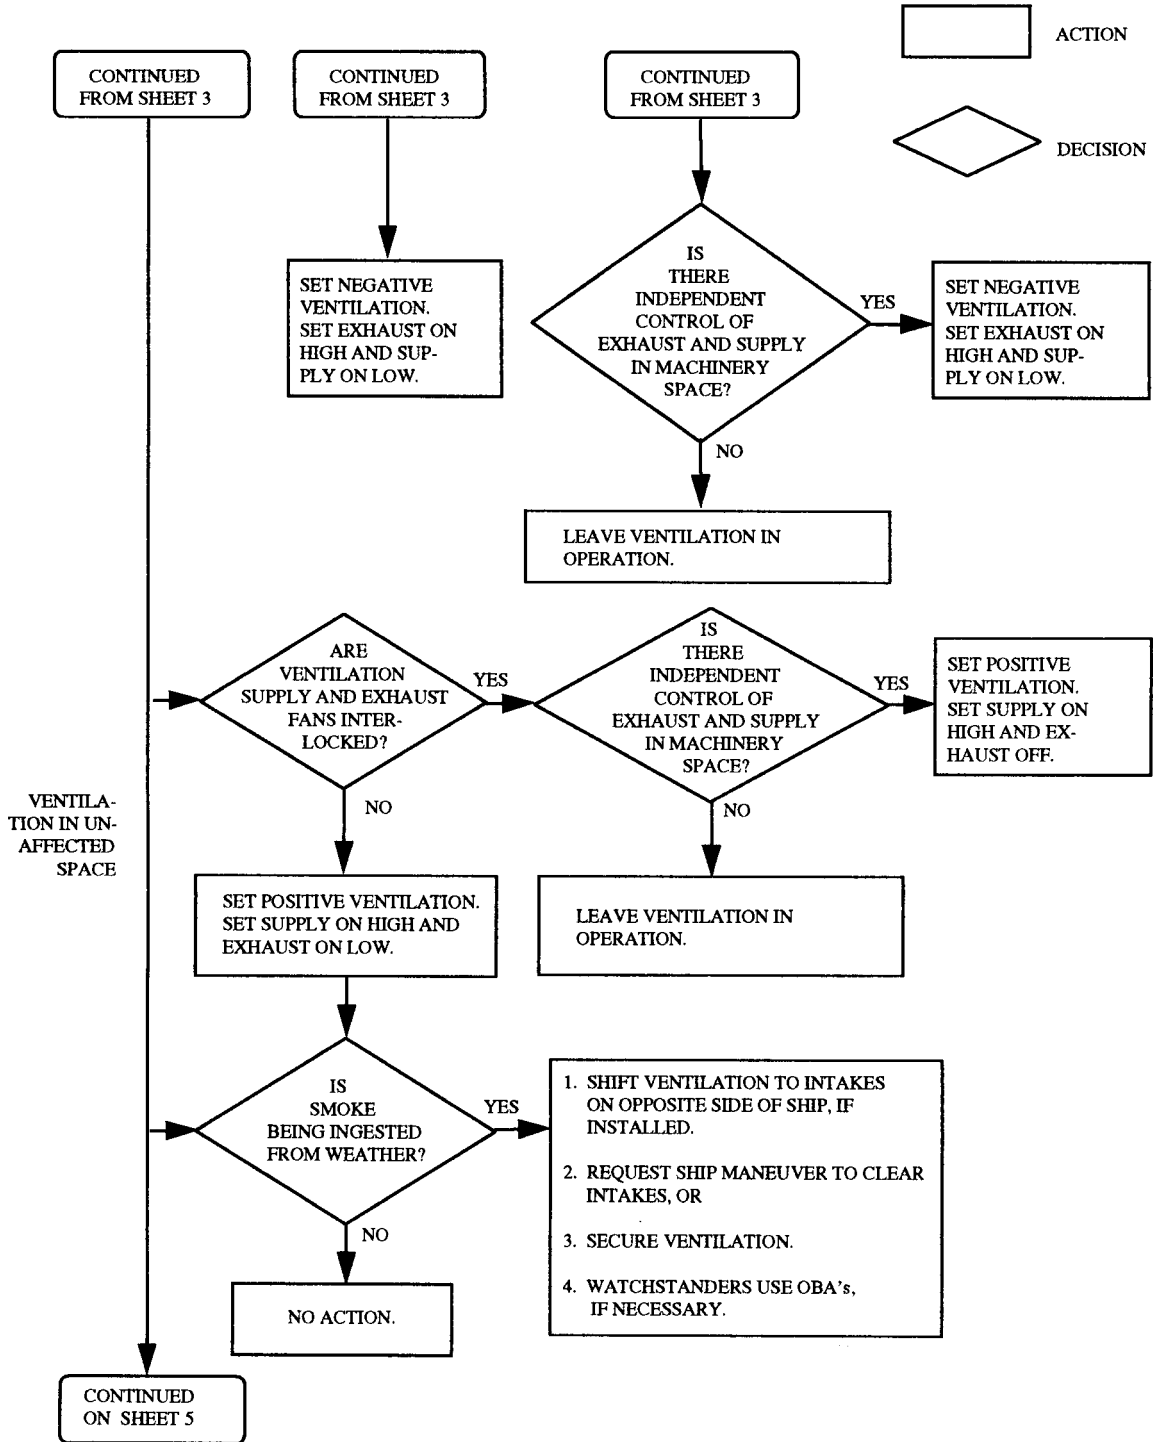 ACTION
DECISION
CONTINUED
FROM SHEET 3
CONTINUED
FROM SHEET 3
CONTINUED
FROM SHEET 3
SET NEGATIVE
VENTILATION.
SET EXHAUST ON
HIGH AND SUP-
PLY ON LOW.
IS
THERE
INDEPENDENT
CONTROL OF
EXHAUST AND SUPPLY
IN MACHINERY
SPACE?
YES
SET NEGATIVE
VENTILATION.
SET EXHAUST ON
HIGH AND SUP-
PLY ON LOW.
NO
LEAVE VENTILATION IN
OPERATION.
ARE
VENTILATION
SUPPLY AND EXHAUST
FANS INTER-
LOCKED?
YES
IS
THERE
INDEPENDENT
CONTROL OF
EXHAUST AND SUPPLY
IN MACHINERY
SPACE?
YES
SET POSITIVE
VENTILATION.
SET SUPPLY ON
HIGH AND EX-
HAUST OFF.
NO
NO
VENTILA-
TION IN UN-
AFFECTED
SPACE
SET POSITIVE VENTILATION.
SET SUPPLY ON HIGH AND
EXHAUST ON LOW.
LEAVE VENTILATION IN
OPERATION.
IS
SMOKE
BEING INGESTED
FROM WEATHER?
YES
1. SHIFT VENTILATION TO INTAKES
ON OPPOSITE SIDE OF SHIP, IF
INSTALLED.
2. REQUEST SHIP MANEUVER TO CLEAR
INTAKES, OR
3. SECURE VENTILATION.
4. WATCHSTANDERS USE OBA's,
IF NECESSARY.
NO
NO ACTION.
CONTINUED
ON SHEET 5